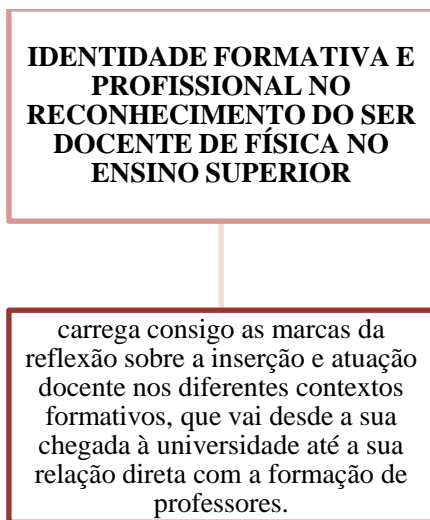 IDENTIDADE FORMATIVA E
PROFISSIONAL NO
RECONHECIMENTO DO SER
DOCENTE DE FÍSICA NO
ENSINO SUPERIOR
carrega consigo as marcas da
reflexão sobre a inserção e atuação
docente nos diferentes contextos
formativos, que vai desde a sua
chegada à universidade até a sua
relação direta com a formação de
professores.